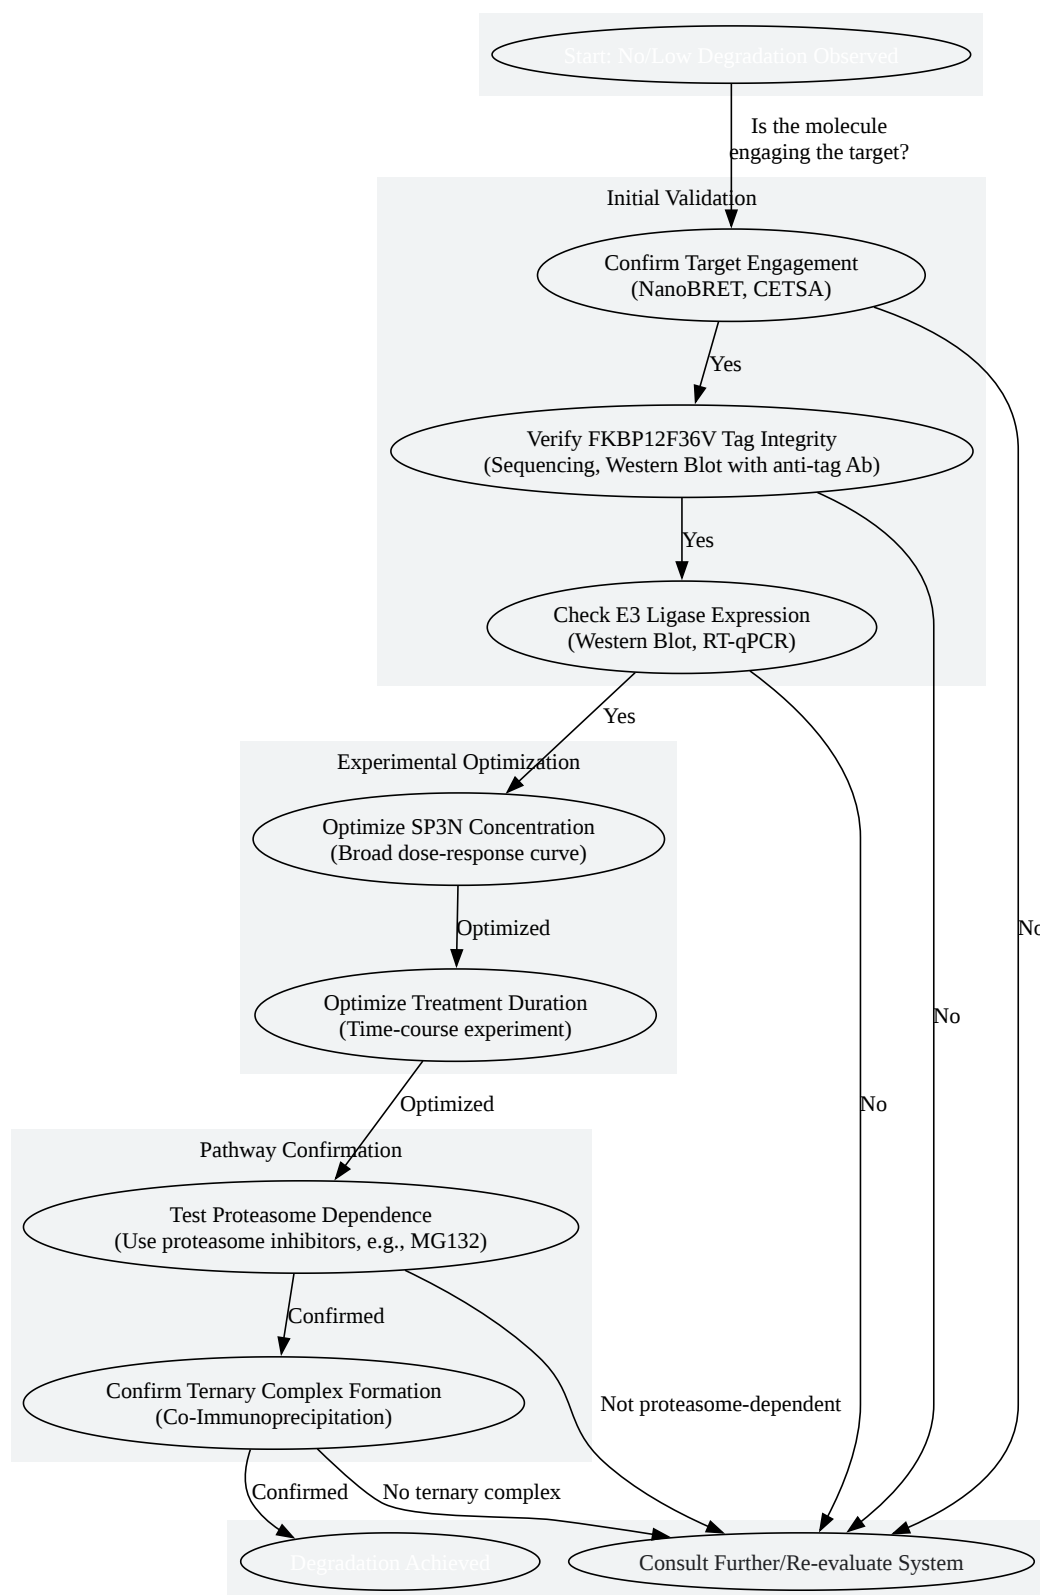 Start: No/Low Degradation Observed
Is the molecule
engaging the target?
Initial Validation
Confirm Target Engagement
(NanoBRET, CETSA)
Yes
Verify FKBP12F36V Tag Integrity
(Sequencing, Western Blot with anti-tag Ab)
Yes
Check E3 Ligase Expression
(Western Blot, RT-qPCR)
Yes
Experimental Optimization
Optimize SP3N Concentration
(Broad dose-response curve)
Optimized
No
Optimize Treatment Duration
(Time-course experiment)
No
Optimized
No
Pathway Confirmation
Test Proteasome Dependence
(Use proteasome inhibitors, e.g., MG132)
Confirmed
Confirm Ternary Complex Formation
(Co-Immunoprecipitation)
Not proteasome-dependent
Confirmed
No ternary complex
Degradation Achieved
Consult Further/Re-evaluate System